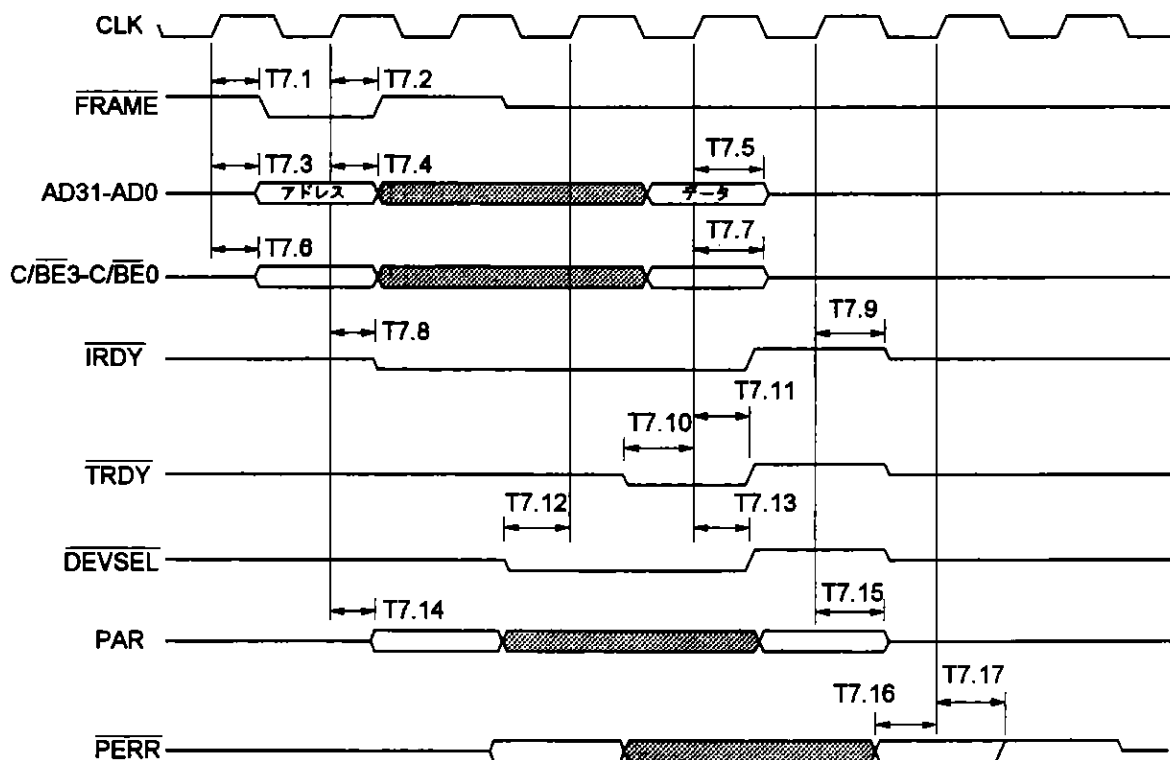 CLK
T7.1 T7.2
FRAME
T7.3 T7.4 T7.5
AD31-AD0 アドレス データ
T7.6 T7.7
C/BE3-C/BE0
T7.8 T7.9
IRDY
T7.11
T7.10
TRDY
T7.12 T7.13
DEVSEL
T7.14 T7.15
PAR
T7.17
T7.16
PERR